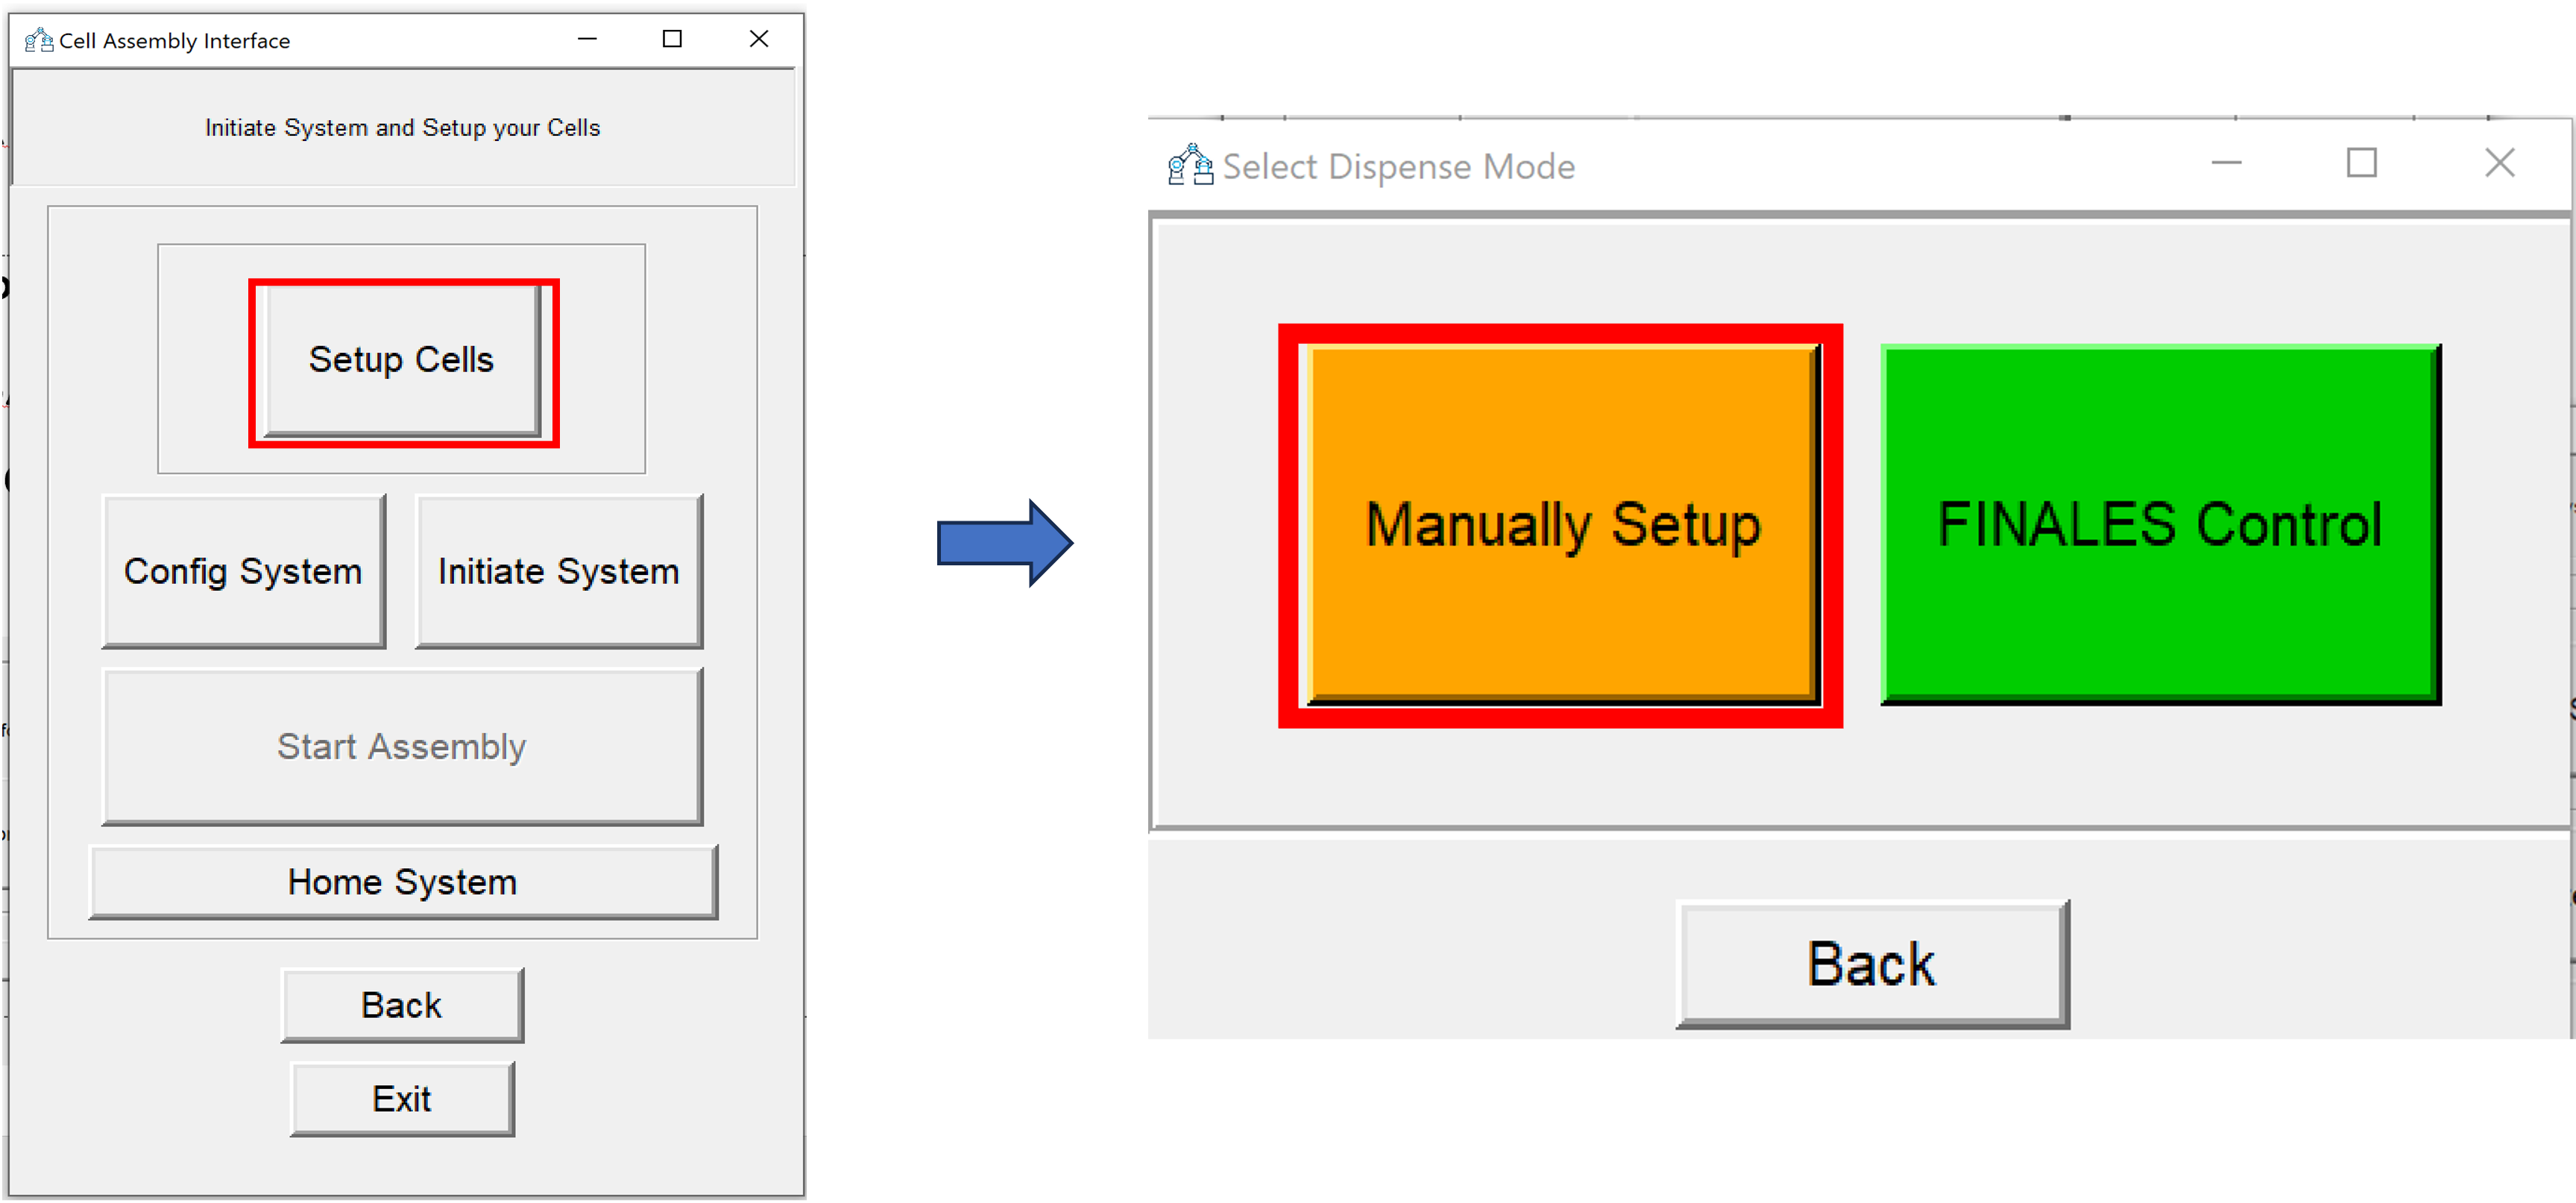 Cell Assembly Interface
Initiate System and Setup your Cells
Setup Cells
Config System
Initiate System
Start Assembly
Home System
Back
Exit
Select Dispense Mode
Manually Setup
FINALES Control
Back